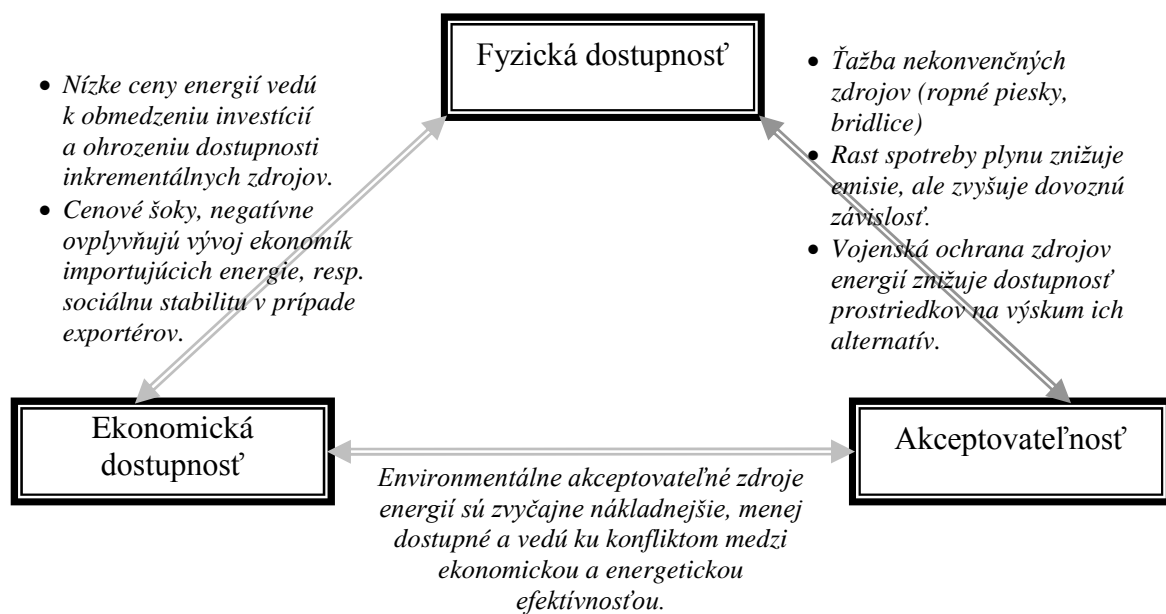 Fyzická dostupnosť
• Nízke ceny energií vedú
k obmedzeniu investícií
a ohrozeniu dostupnosti
inkrementálnych zdrojov.
• Cenové šoky, negatívne
ovplyvňujú vývoj ekonomík
importujúcich energie, resp.
sociálnu stabilitu v prípade
exportérov.
• Ťažba nekonvenčných
zdrojov (ropné piesky,
bridlice)
• Rast spotreby plynu znižuje
emisie, ale zvyšuje dovoznú
závislosť.
• Vojenská ochrana zdrojov
energií znižuje dostupnosť
prostriedkov na výskum ich
alternatív.
Ekonomická
dostupnosť
Akceptovateľnosť
Environmentálne akceptovateľné zdroje
energií sú zvyčajne nákladnejšie, menej
dostupné a vedú ku konfliktom medzi
ekonomickou a energetickou
efektívnosťou.